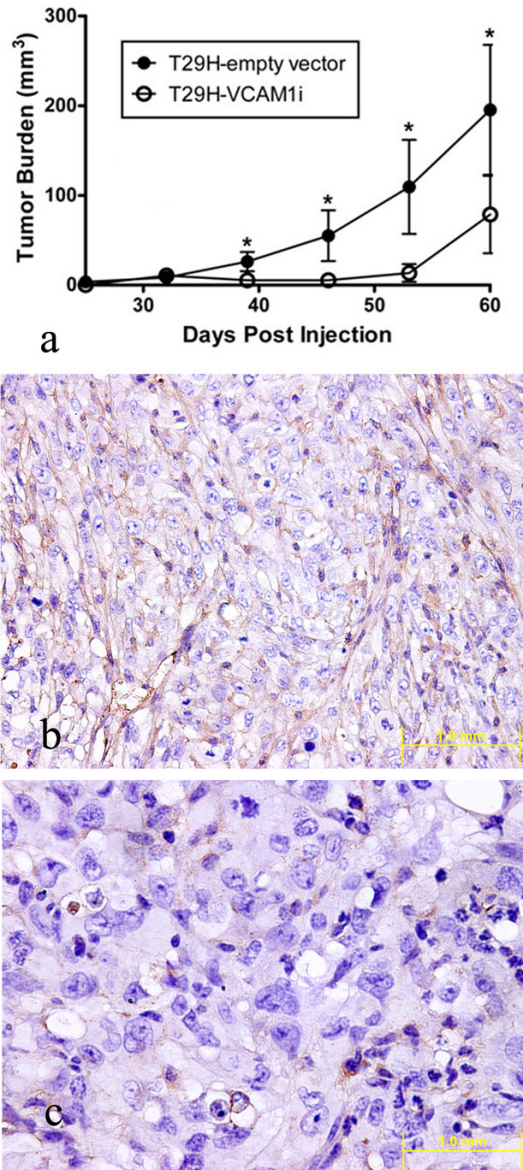 300
200
100
0
Tumor Burden (mm³)
T29H-empty vector
T29H-VCAM1i
*
*
*
*
30
40
50
60
Days Post Injection
a
b
1.0 mm
c
1.0 mm